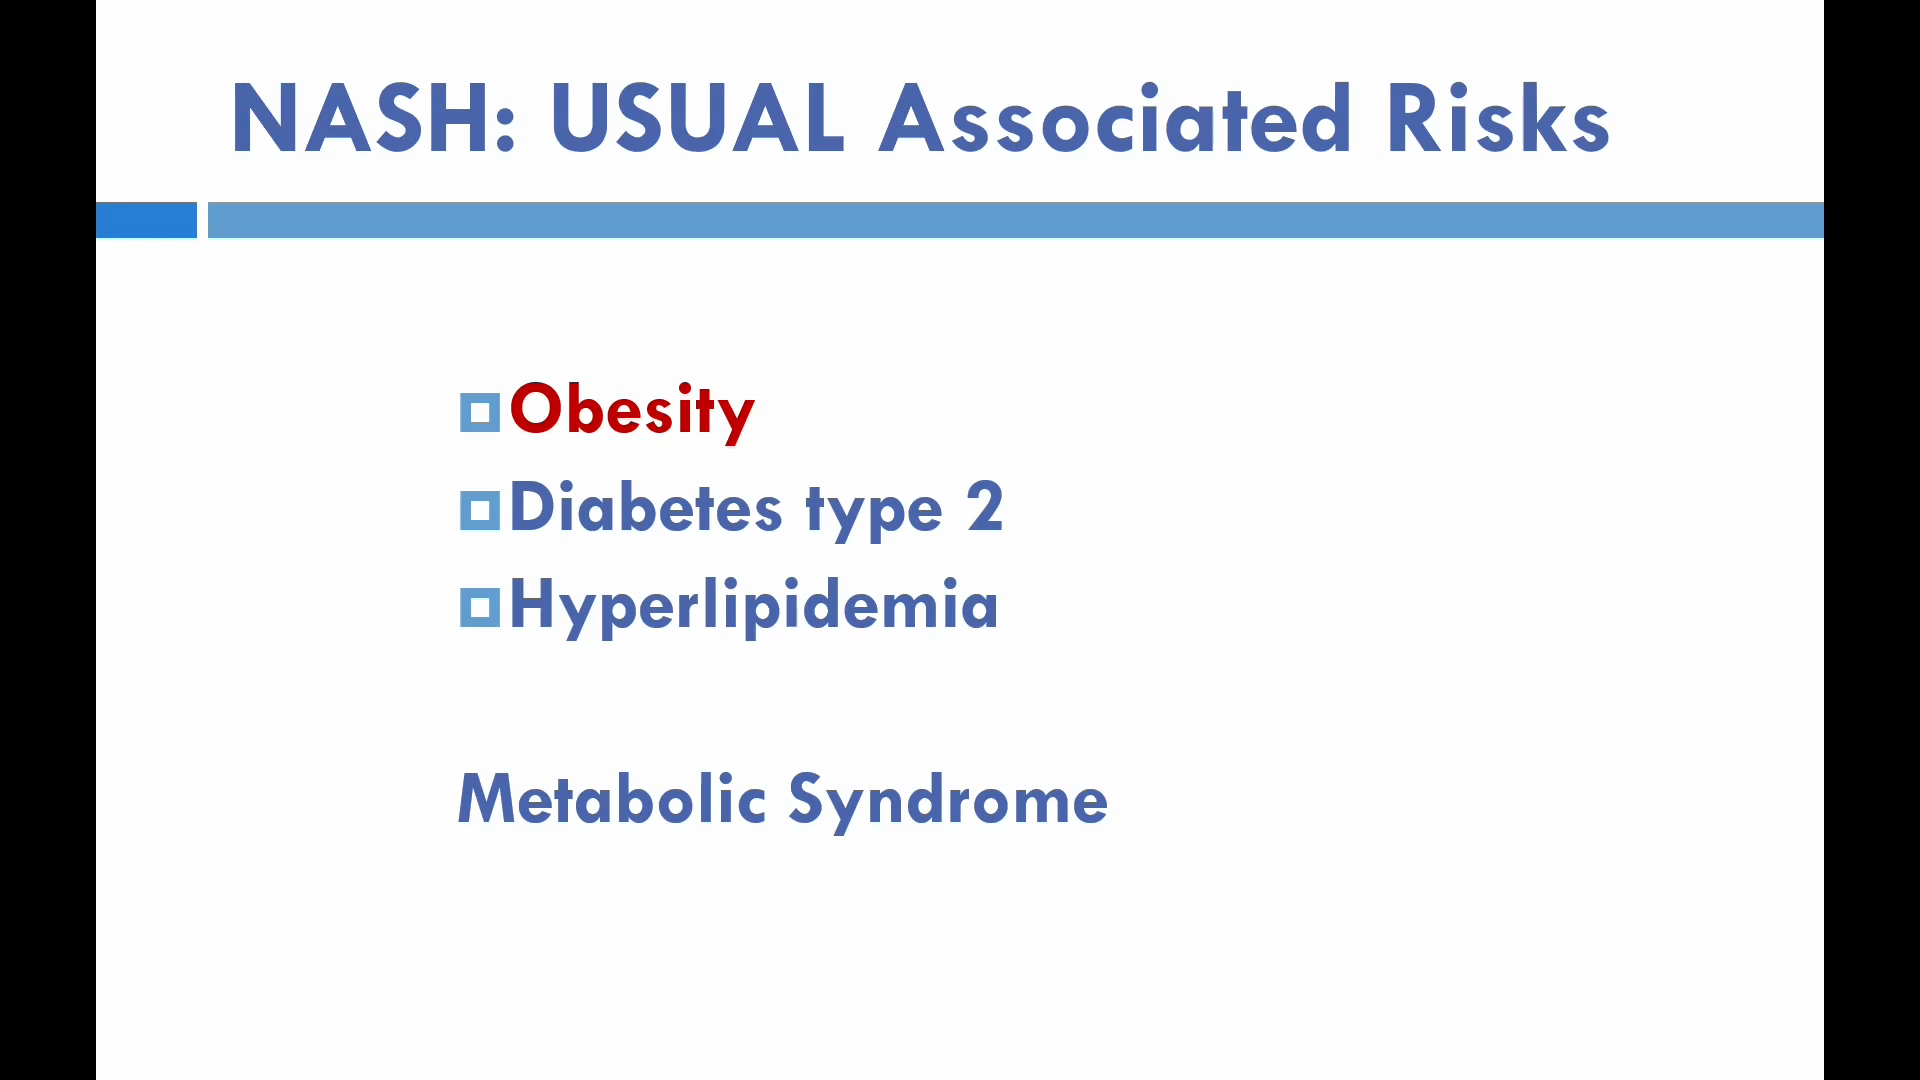 NASH: USUAL Associated Risks
Obesity
Diabetes type 2
Hyperlipidemia
Metabolic Syndrome